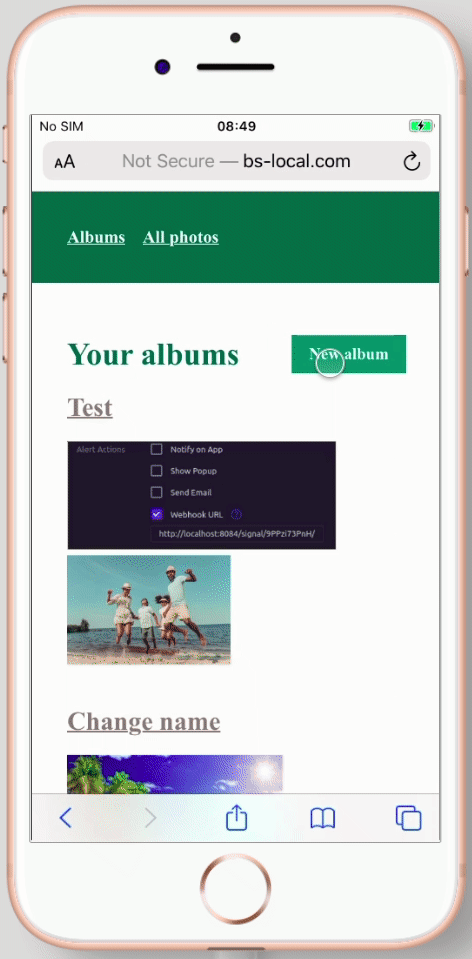 No SIM 08:49
AA Not Secure — bs-local.com
Albums All photos
Your albums New album
Test
Alert Actions Notify on App
Show Popup
Send Email
Webhook URL ?
http://localhost:8084/signal/9PPzi73PnH/
Change name